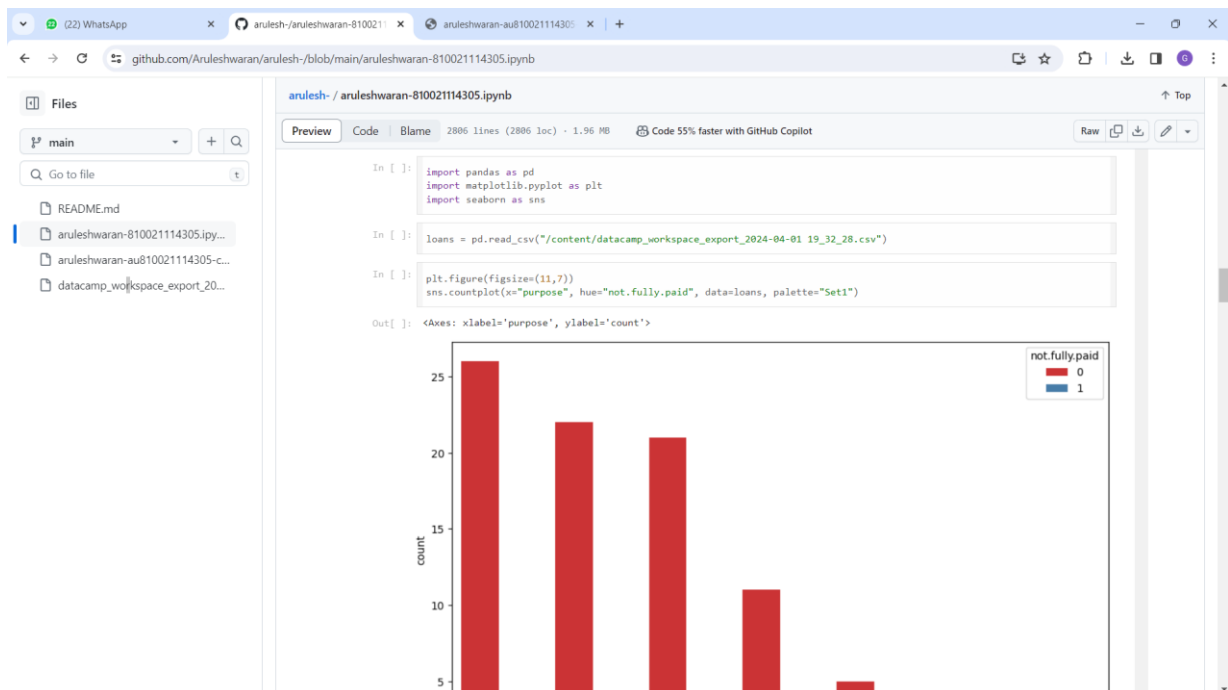 (22) WhatsApp
arulesh-/aruleshwaran-8100211
aruleshwaran-au810021114305
github.com/Aruleshwaran/arulesh-/blob/main/aruleshwaran-810021114305.ipynb
G
Files
main
Go to file
t
README.md
aruleshwaran-810021114305.ipy...
aruleshwaran-au810021114305-c...
datacamp_workspace_export_20...
arulesh- / aruleshwaran-810021114305.ipynb
Top
Preview Code Blame 2806 lines (2806 loc) · 1.96 MB Code 55% faster with GitHub Copilot Raw
In [ ]: import pandas as pd
import matplotlib.pyplot as plt
import seaborn as sns
In [ ]: loans = pd.read_csv("/content/datacamp_workspace_export_2024-04-01 19_32_28.csv")
In [ ]: plt.figure(figsize=(11,7))
sns.countplot(x="purpose", hue="not.fully.paid", data=loans, palette="Set1")
Out[ ]: <Axes: xlabel='purpose', ylabel='count'>
not.fully.paid
0
1
25
20
15
10
5
count